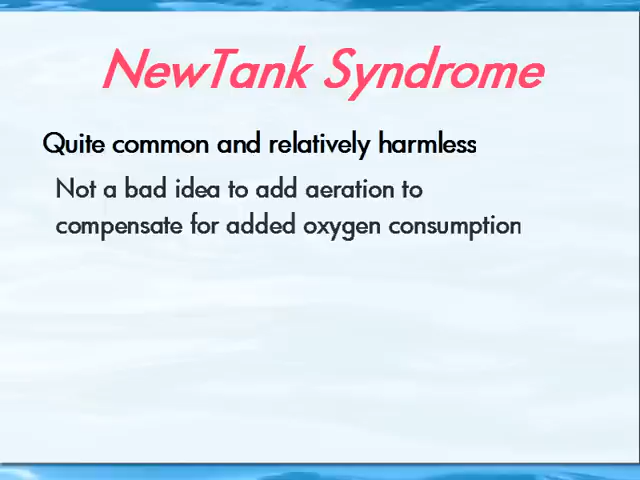 NewTank Syndrome
Quite common and relatively harmless
Not a bad idea to add aeration to
compensate for added oxygen consumption